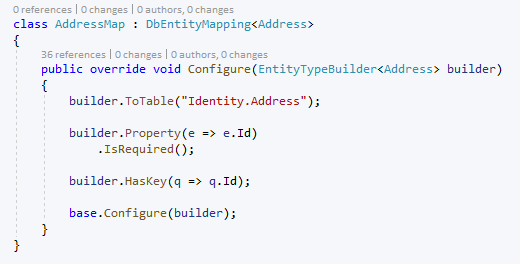 0 references | 0 changes | 0 authors, 0 changes
class AddressMap : DbEntityMapping<Address>
{
36 references | 0 changes | 0 authors, 0 changes
public override void Configure(EntityTypeBuilder<Address> builder)
{
builder.ToTable("Identity.Address");
builder.Property(e => e.Id)
.IsRequired();
builder.HasKey(q => q.Id);
base.Configure(builder);
}
}